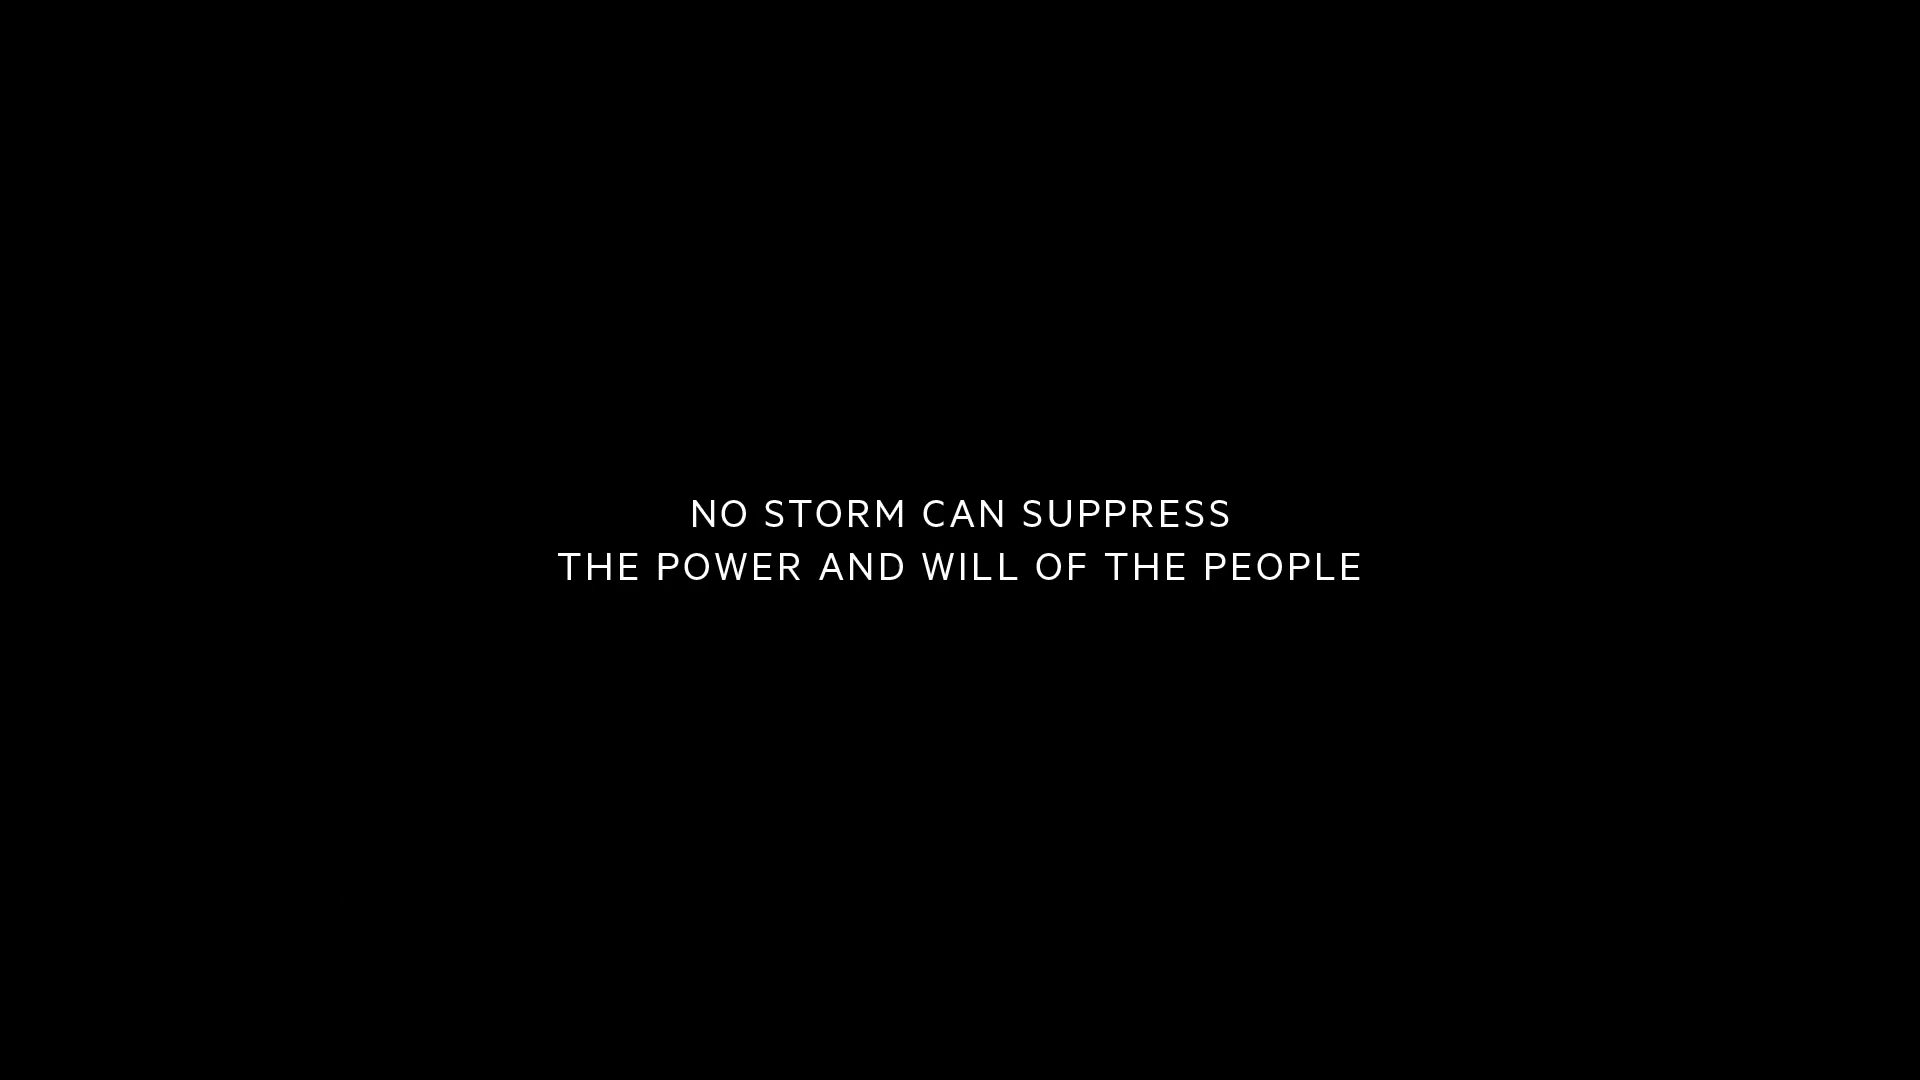 NO STORM CAN SUPPRESS
THE POWER AND WILL OF THE PEOPLE